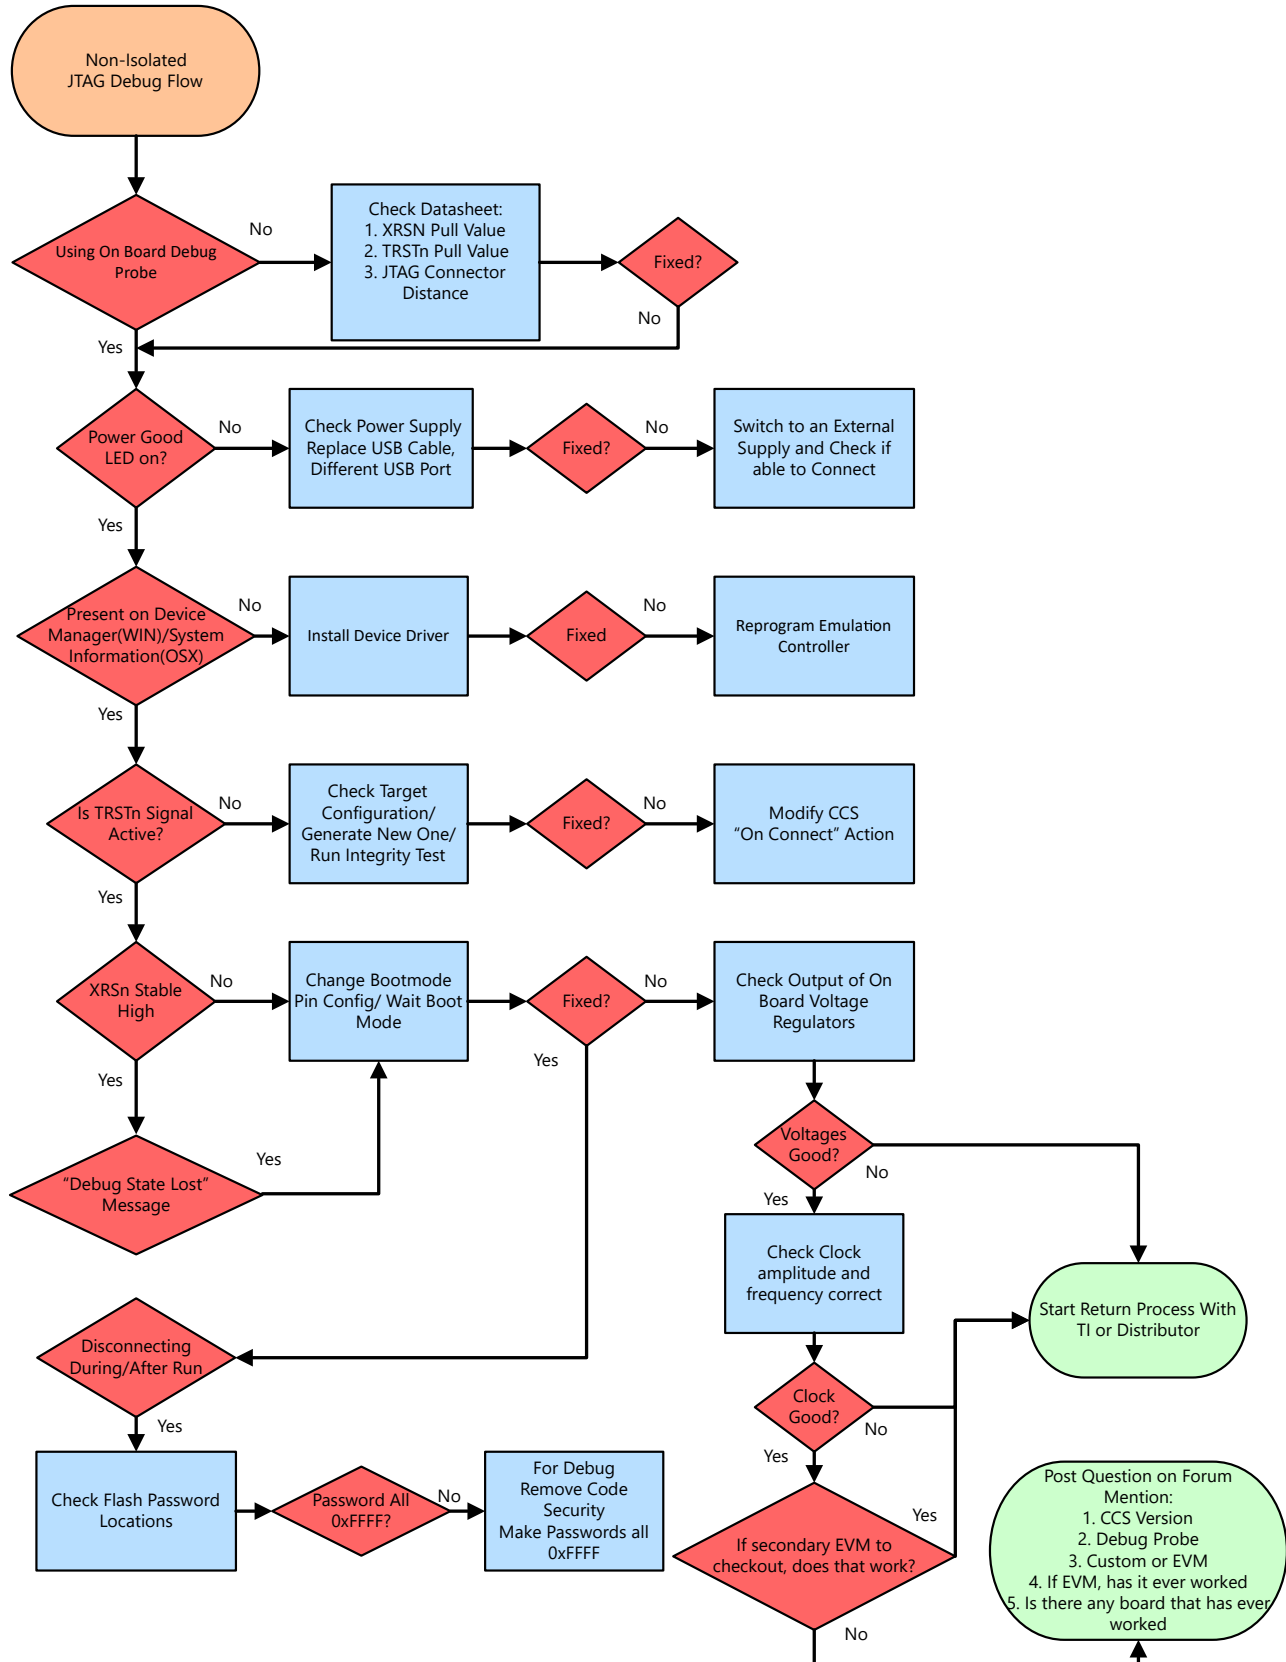 Non-Isolated
JTAG Debug Flow
Using On Board Debug
Probe
No
Check Datasheet:
1. XRSN Pull Value
2. TRSTn Pull Value
3. JTAG Connector
Distance
Fixed?
No
Yes
Power Good
LED on?
No
Check Power Supply
Replace USB Cable,
Different USB Port
Fixed?
No
Switch to an External
Supply and Check if
able to Connect
Yes
Present on Device
Manager(WIN)/System
Information(OSX)
No
Install Device Driver
Fixed
No
Reprogram Emulation
Controller
Yes
Is TRSTn Signal
Active?
No
Check Target
Configuration/
Generate New One/
Run Integrity Test
Fixed?
No
Modify CCS
“On Connect” Action
Yes
XRSn Stable
High
No
Change Bootmode
Pin Config/ Wait Boot
Mode
Fixed?
No
Check Output of On
Board Voltage
Regulators
Yes
Yes
“Debug State Lost”
Message
Yes
Voltages
Good?
No
Yes
Check Clock
amplitude and
frequency correct
Start Return Process With
TI or Distributor
Disconnecting
During/After Run
Yes
Clock
Good?
No
Yes
Check Flash Password
Locations
Password All
0xFFFF?
No
For Debug
Remove Code
Security
Make Passwords all
0xFFFF
If secondary EVM to
checkout, does that work?
Yes
No
Post Question on Forum
Mention:
1. CCS Version
2. Debug Probe
3. Custom or EVM
4. If EVM, has it ever worked
5. Is there any board that has ever
worked